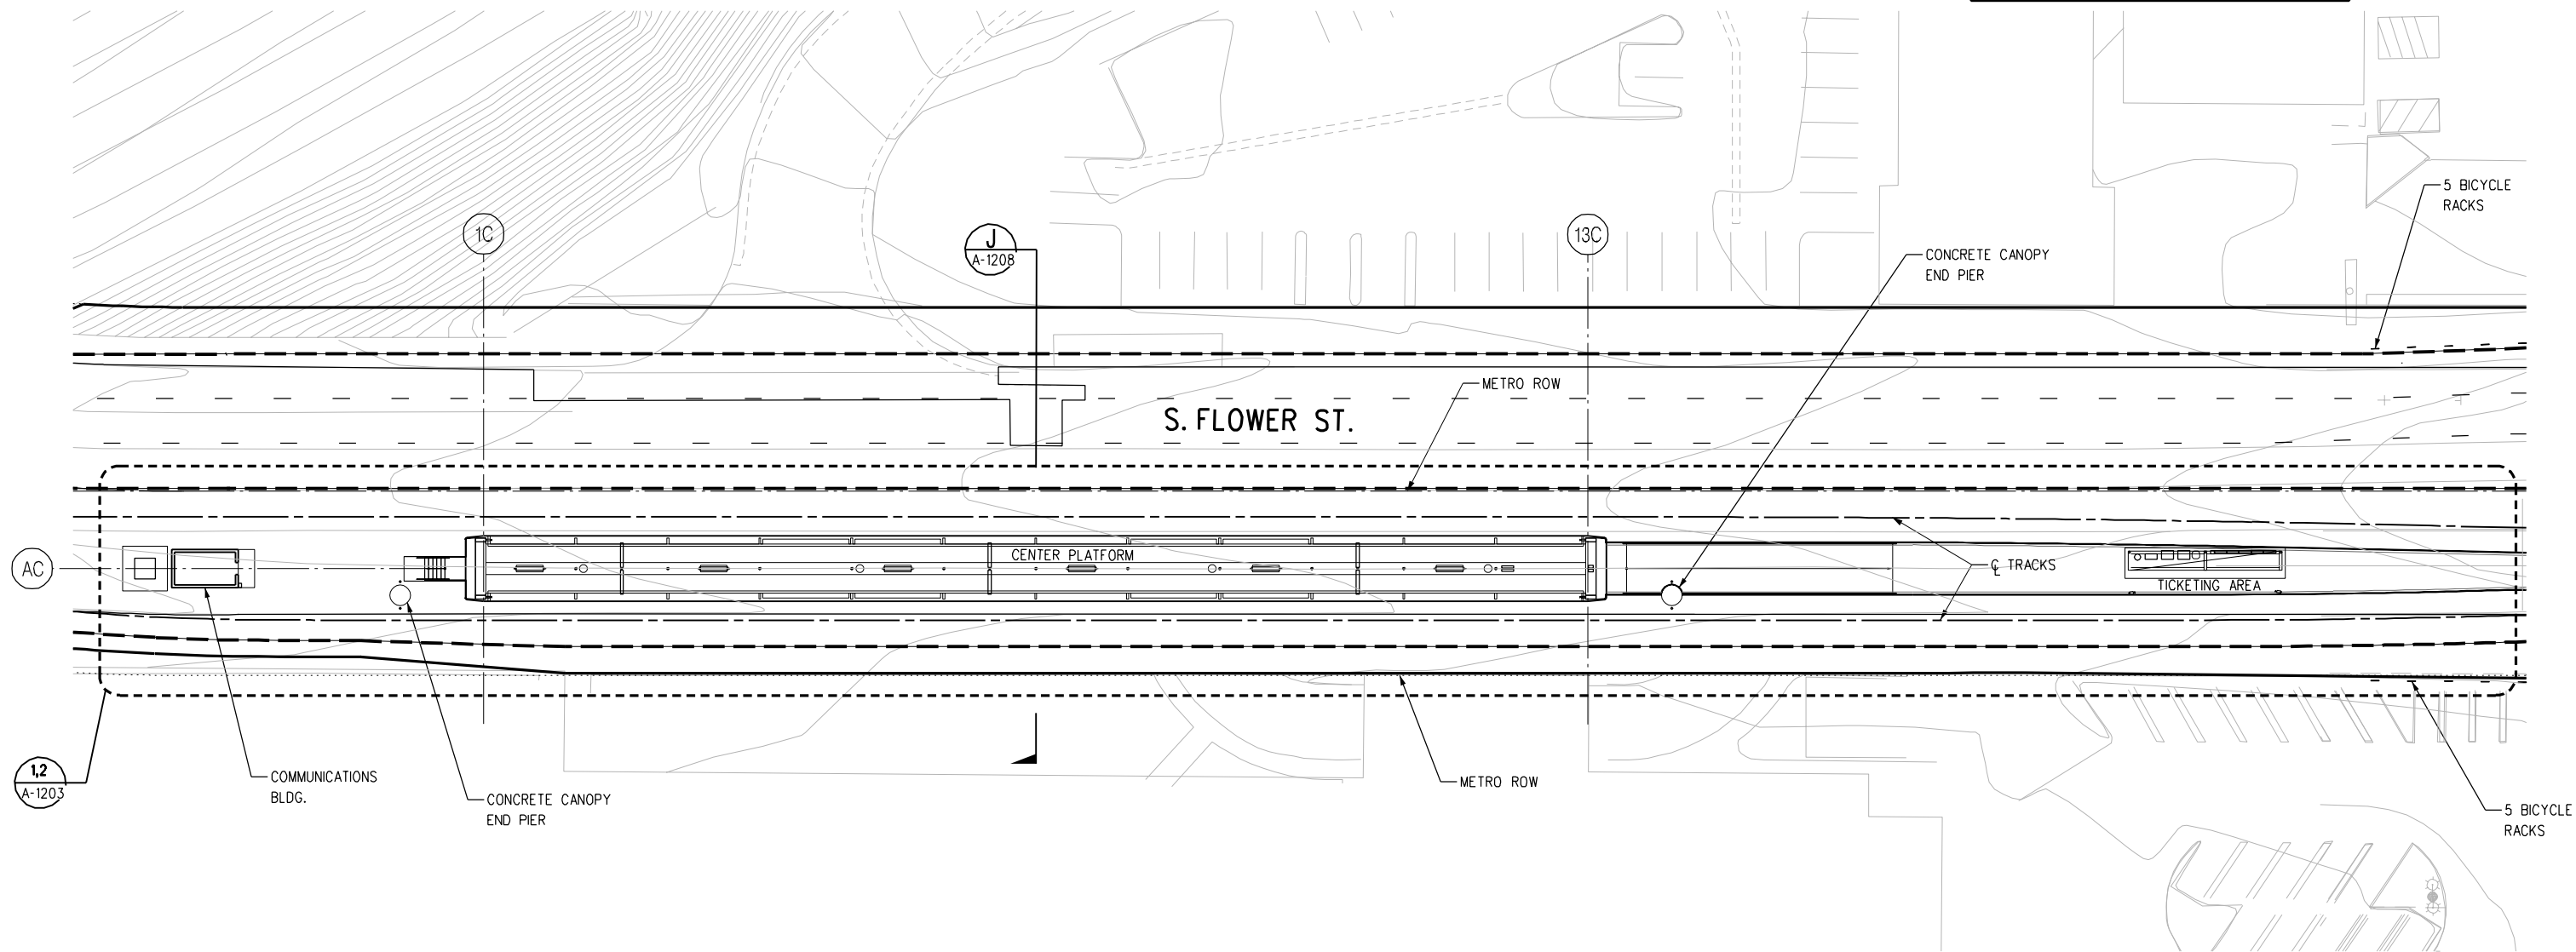 5 BICYCLE
RACKS
1C
J
A-1208
13C
CONCRETE CANOPY
END PIER
METRO ROW
S. FLOWER ST.
CENTER PLATFORM
AC
℄ TRACKS
TICKETING AREA
1,2
A-1203
COMMUNICATIONS
BLDG.
CONCRETE CANOPY
END PIER
METRO ROW
5 BICYCLE
RACKS